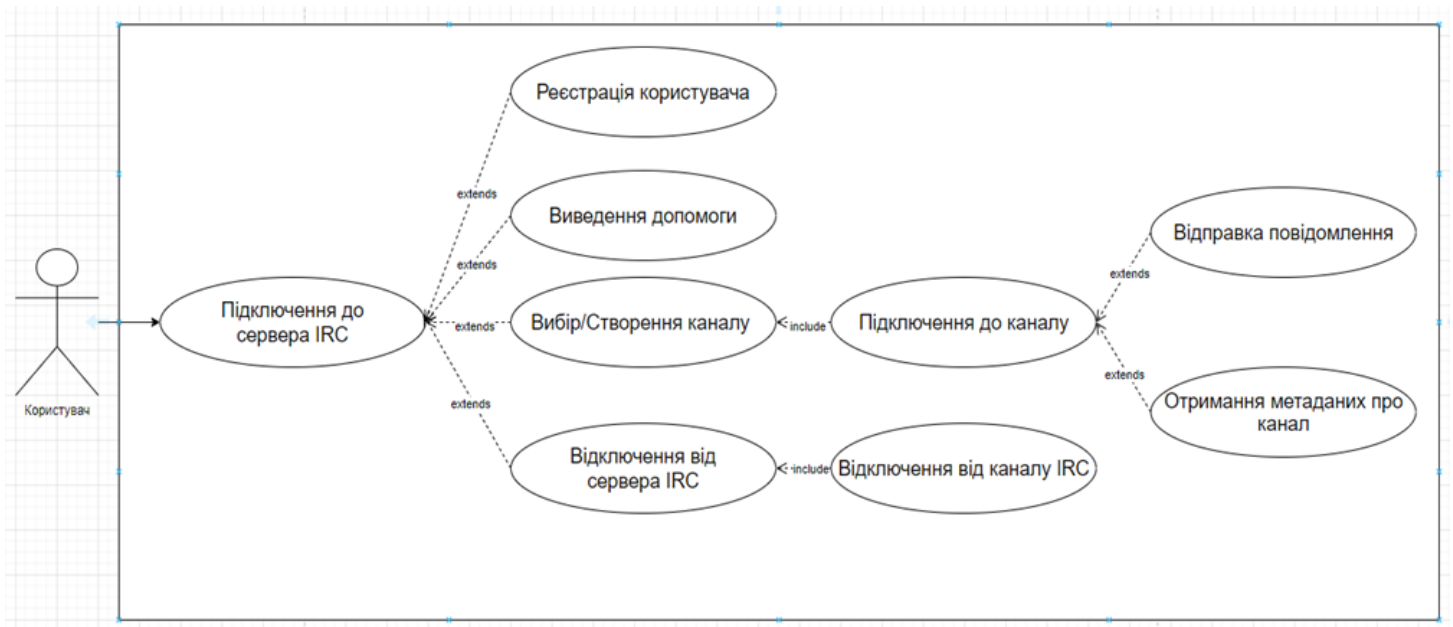 Реєстрація користувача
extends
Виведення допомоги
extends
Відправка повідомлення
extends
Користувач
Підключення до
сервера IRC
extends
Вибір/Створення каналу
include
Підключення до каналу
extends
Отримання метаданих про
канал
extends
Відключення від
сервера IRC
include
Відключення від каналу IRC